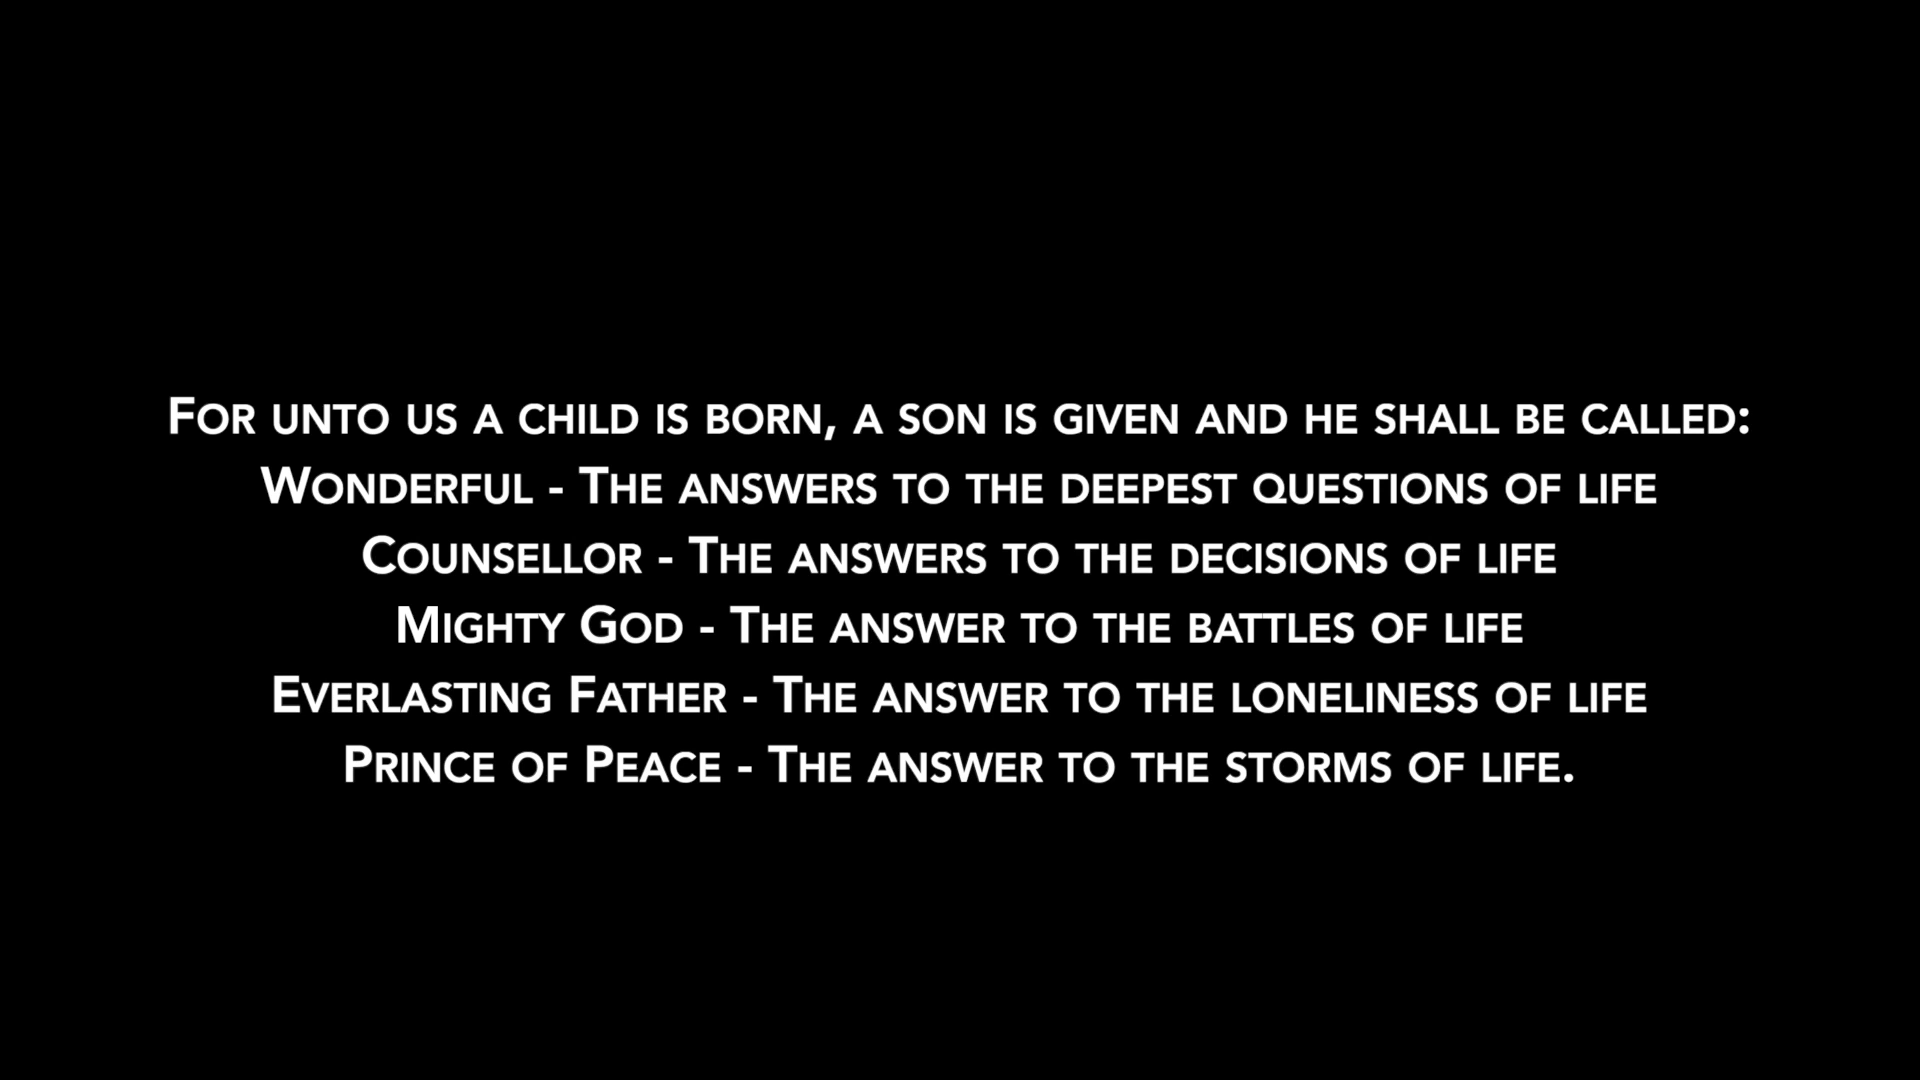 For unto us a child is born, a son is given and he shall be called:
Wonderful - The answers to the deepest questions of life
Counsellor - The answers to the decisions of life
Mighty God - The answer to the battles of life
Everlasting Father - The answer to the loneliness of life
Prince of Peace - The answer to the storms of life.